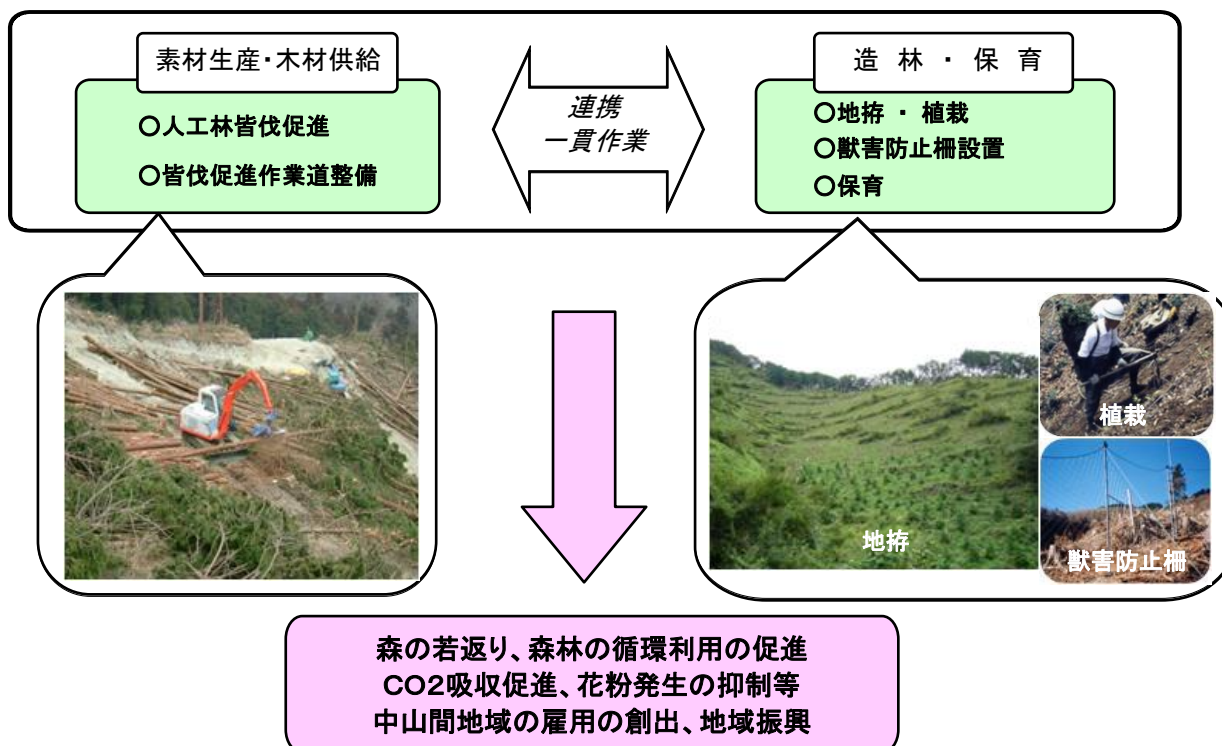 素材生産・木材供給
○人工林皆伐促進
○皆伐促進作業道整備
連携
一貫作業
造林・保育
○地拵・植栽
○獣害防止柵設置
○保育
地拵
植栽
獣害防止柵
森の若返り、森林の循環利用の促進
CO2吸収促進、花粉発生の抑制等
中山間地域の雇用の創出、地域振興